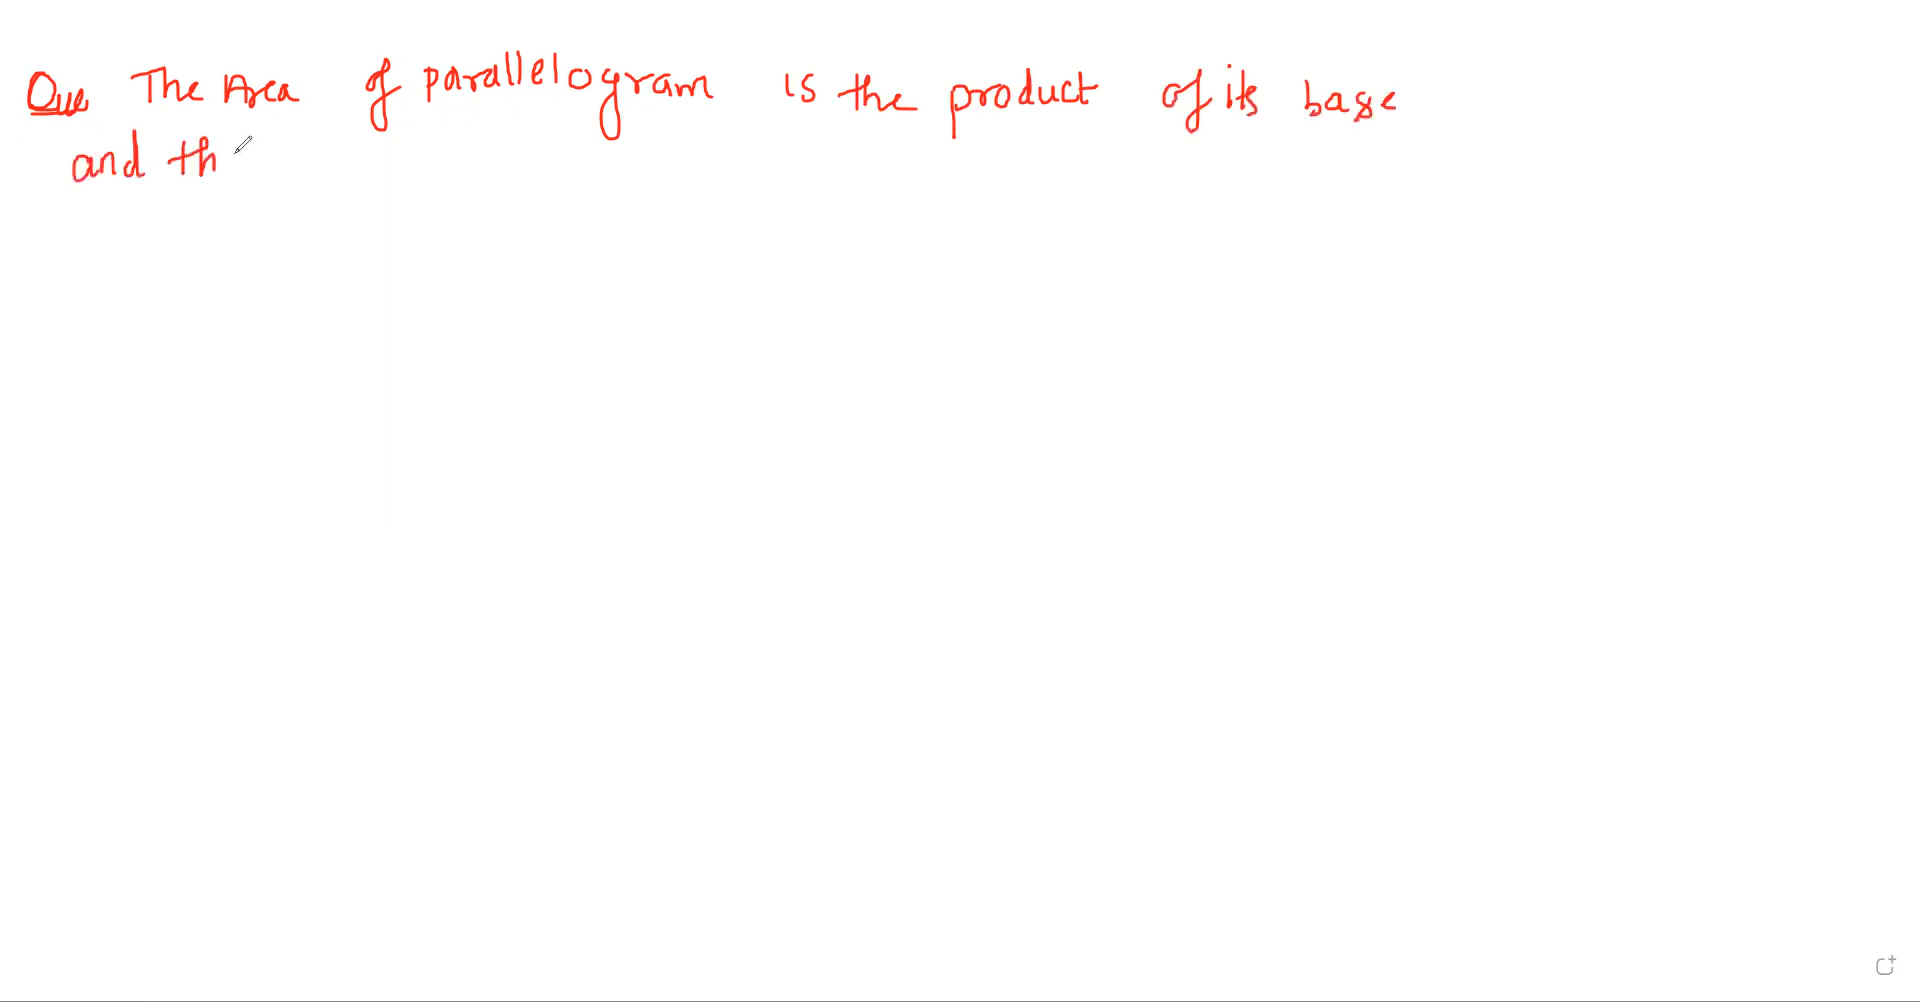 Que The Area of parallelogram is the product of its base
and th